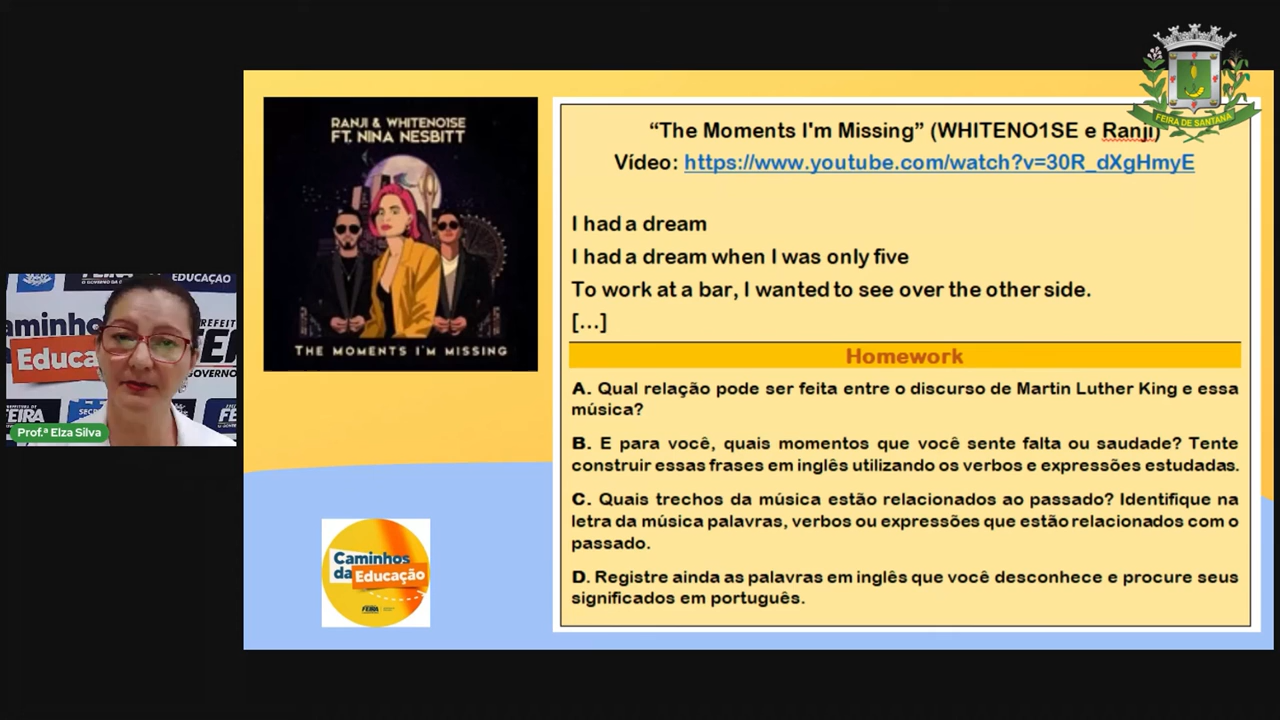 FEIRA DE SANTANA
RANJI & WHITENO1SE
FT. NINA NESBITT
THE MOMENTS I'M MISSING
“The Moments I'm Missing” (WHITENO1SE e Ranji)
Vídeo: https://www.youtube.com/watch?v=30R_dXgHmyE
I had a dream
I had a dream when I was only five
To work at a bar, I wanted to see over the other side.
[...]
Homework
A. Qual relação pode ser feita entre o discurso de Martin Luther King e essa
música?
B. E para você, quais momentos que você sente falta ou saudade? Tente
construir essas frases em inglês utilizando os verbos e expressões estudadas.
C. Quais trechos da música estão relacionados ao passado? Identifique na
letra da música palavras, verbos ou expressões que estão relacionados com o
passado.
D. Registre ainda as palavras em inglês que você desconhece e procure seus
significados em português.
EDUCAÇÃO
aminho
Educa
PREFEIT
GOVERNO
FEIRA
Prof.ª Elza Silva
Caminhos
da Educação
FEIRA